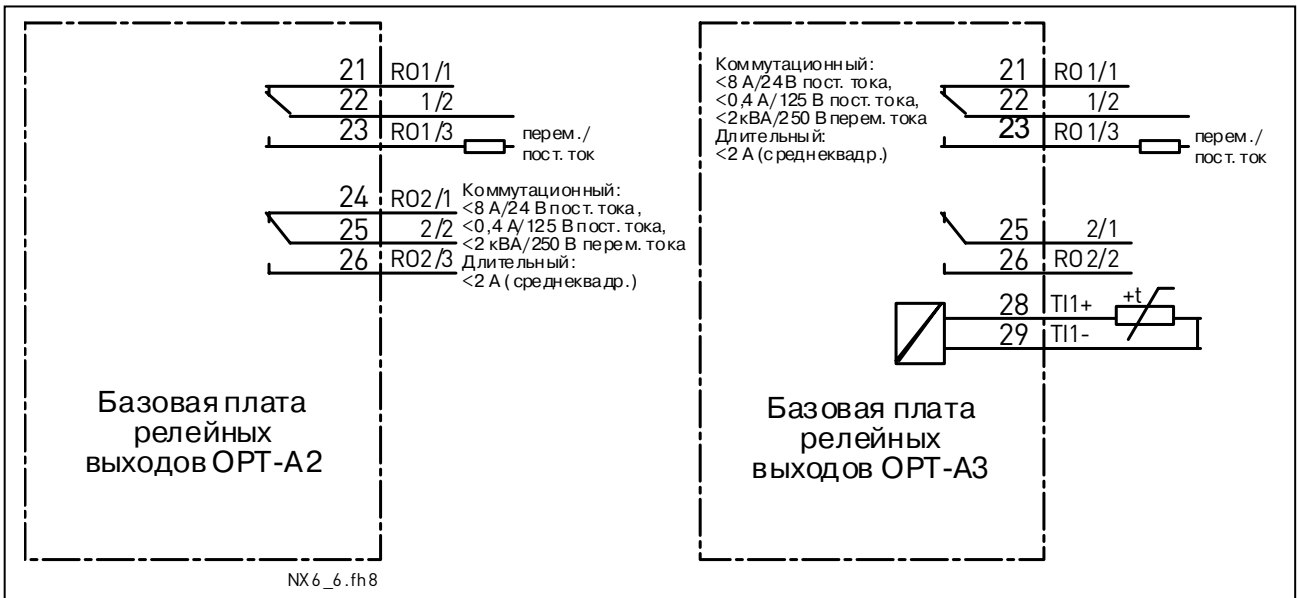 21 RO1/1
22 1/2
23 RO1/3
перем./
пост. ток
24 RO2/1
25 2/2
26 RO2/3
Коммутационный:
<8 А/24 В пост. тока,
<0,4 А/125 В пост. тока,
<2 кВА/250 В перем. тока
Длительный:
<2 А (среднеквадр.)
Базовая плата
релейных
выходов OPT-A2
NX6_6.fh8
Коммутационный:
<8 А/24В пост. тока,
<0,4 А/125 В пост. тока,
<2кВА/250 В перем. тока
Длительный:
<2 А (среднеквадр.)
21 RO1/1
22 1/2
23 RO1/3
перем./
пост. ток
25 2/1
26 RO2/2
28 TI1+
+t
29 TI1-
Базовая плата
релейных
выходов OPT-A3